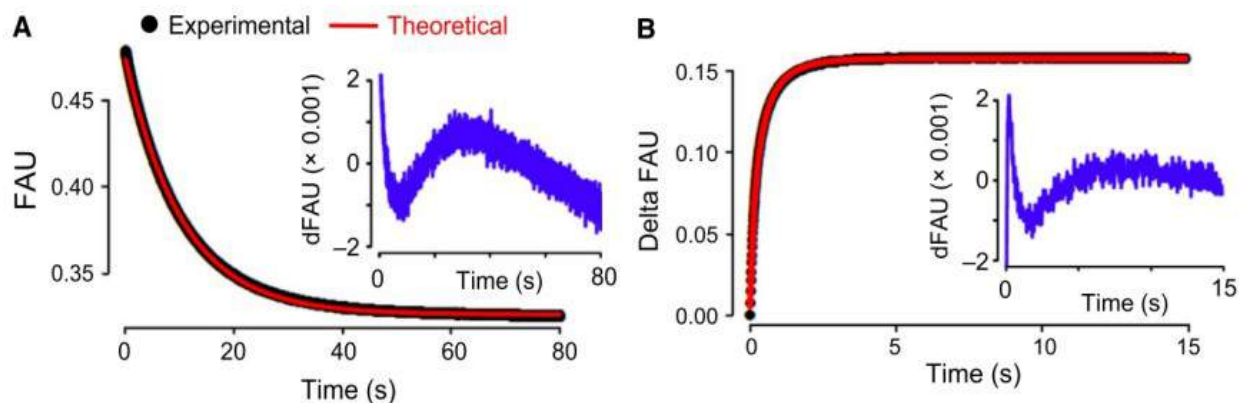 A
● Experimental — Theoretical
FAU
0.45
0.40
0.35
0 20 40 60 80
Time (s)
dFAU (× 0.001)
2
0
−2
0 Time (s) 80
B
Delta FAU
0.15
0.10
0.05
0.00
0 5 10 15
Time (s)
dFAU (× 0.001)
2
0
−2
0 15
Time (s)